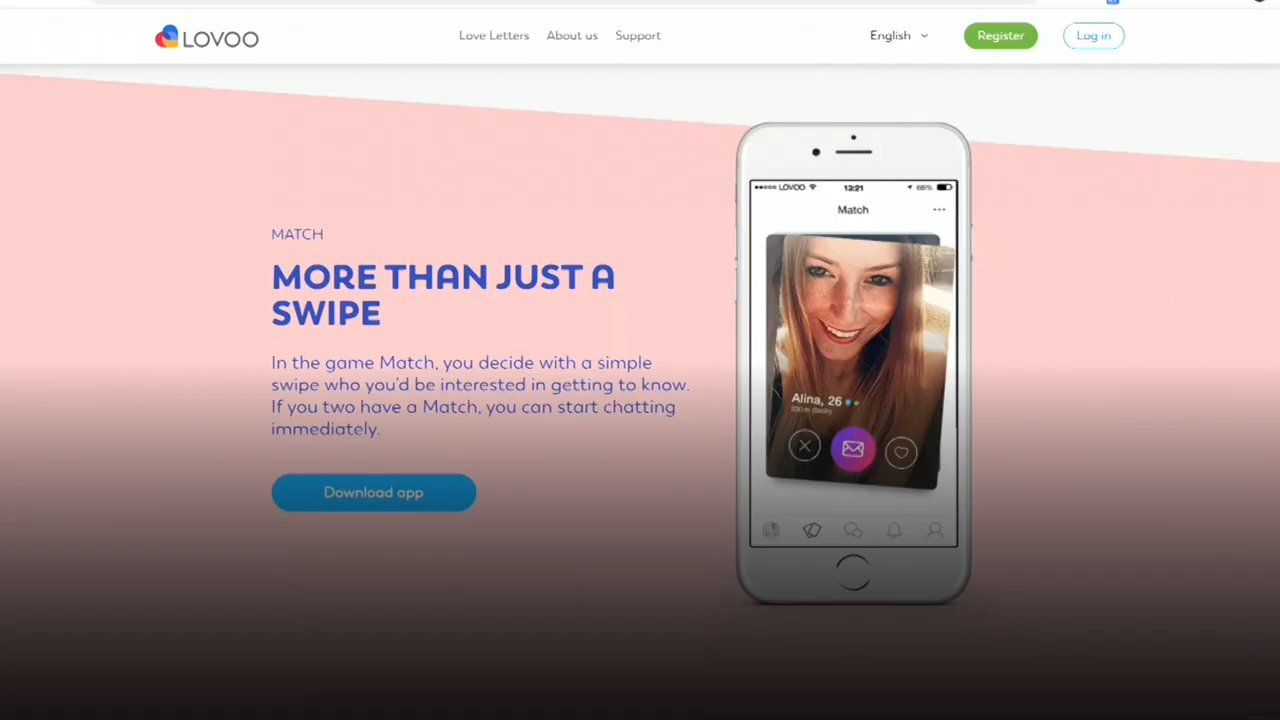 LOVOO
Love Letters About us Support
English
Register
Log in
MATCH
MORE THAN JUST A
SWIPE
In the game Match, you decide with a simple
swipe who you'd be interested in getting to know.
If you two have a Match, you can start chatting
immediately.
Download app
LOVOO 13:21 66%
Match
Alina, 26